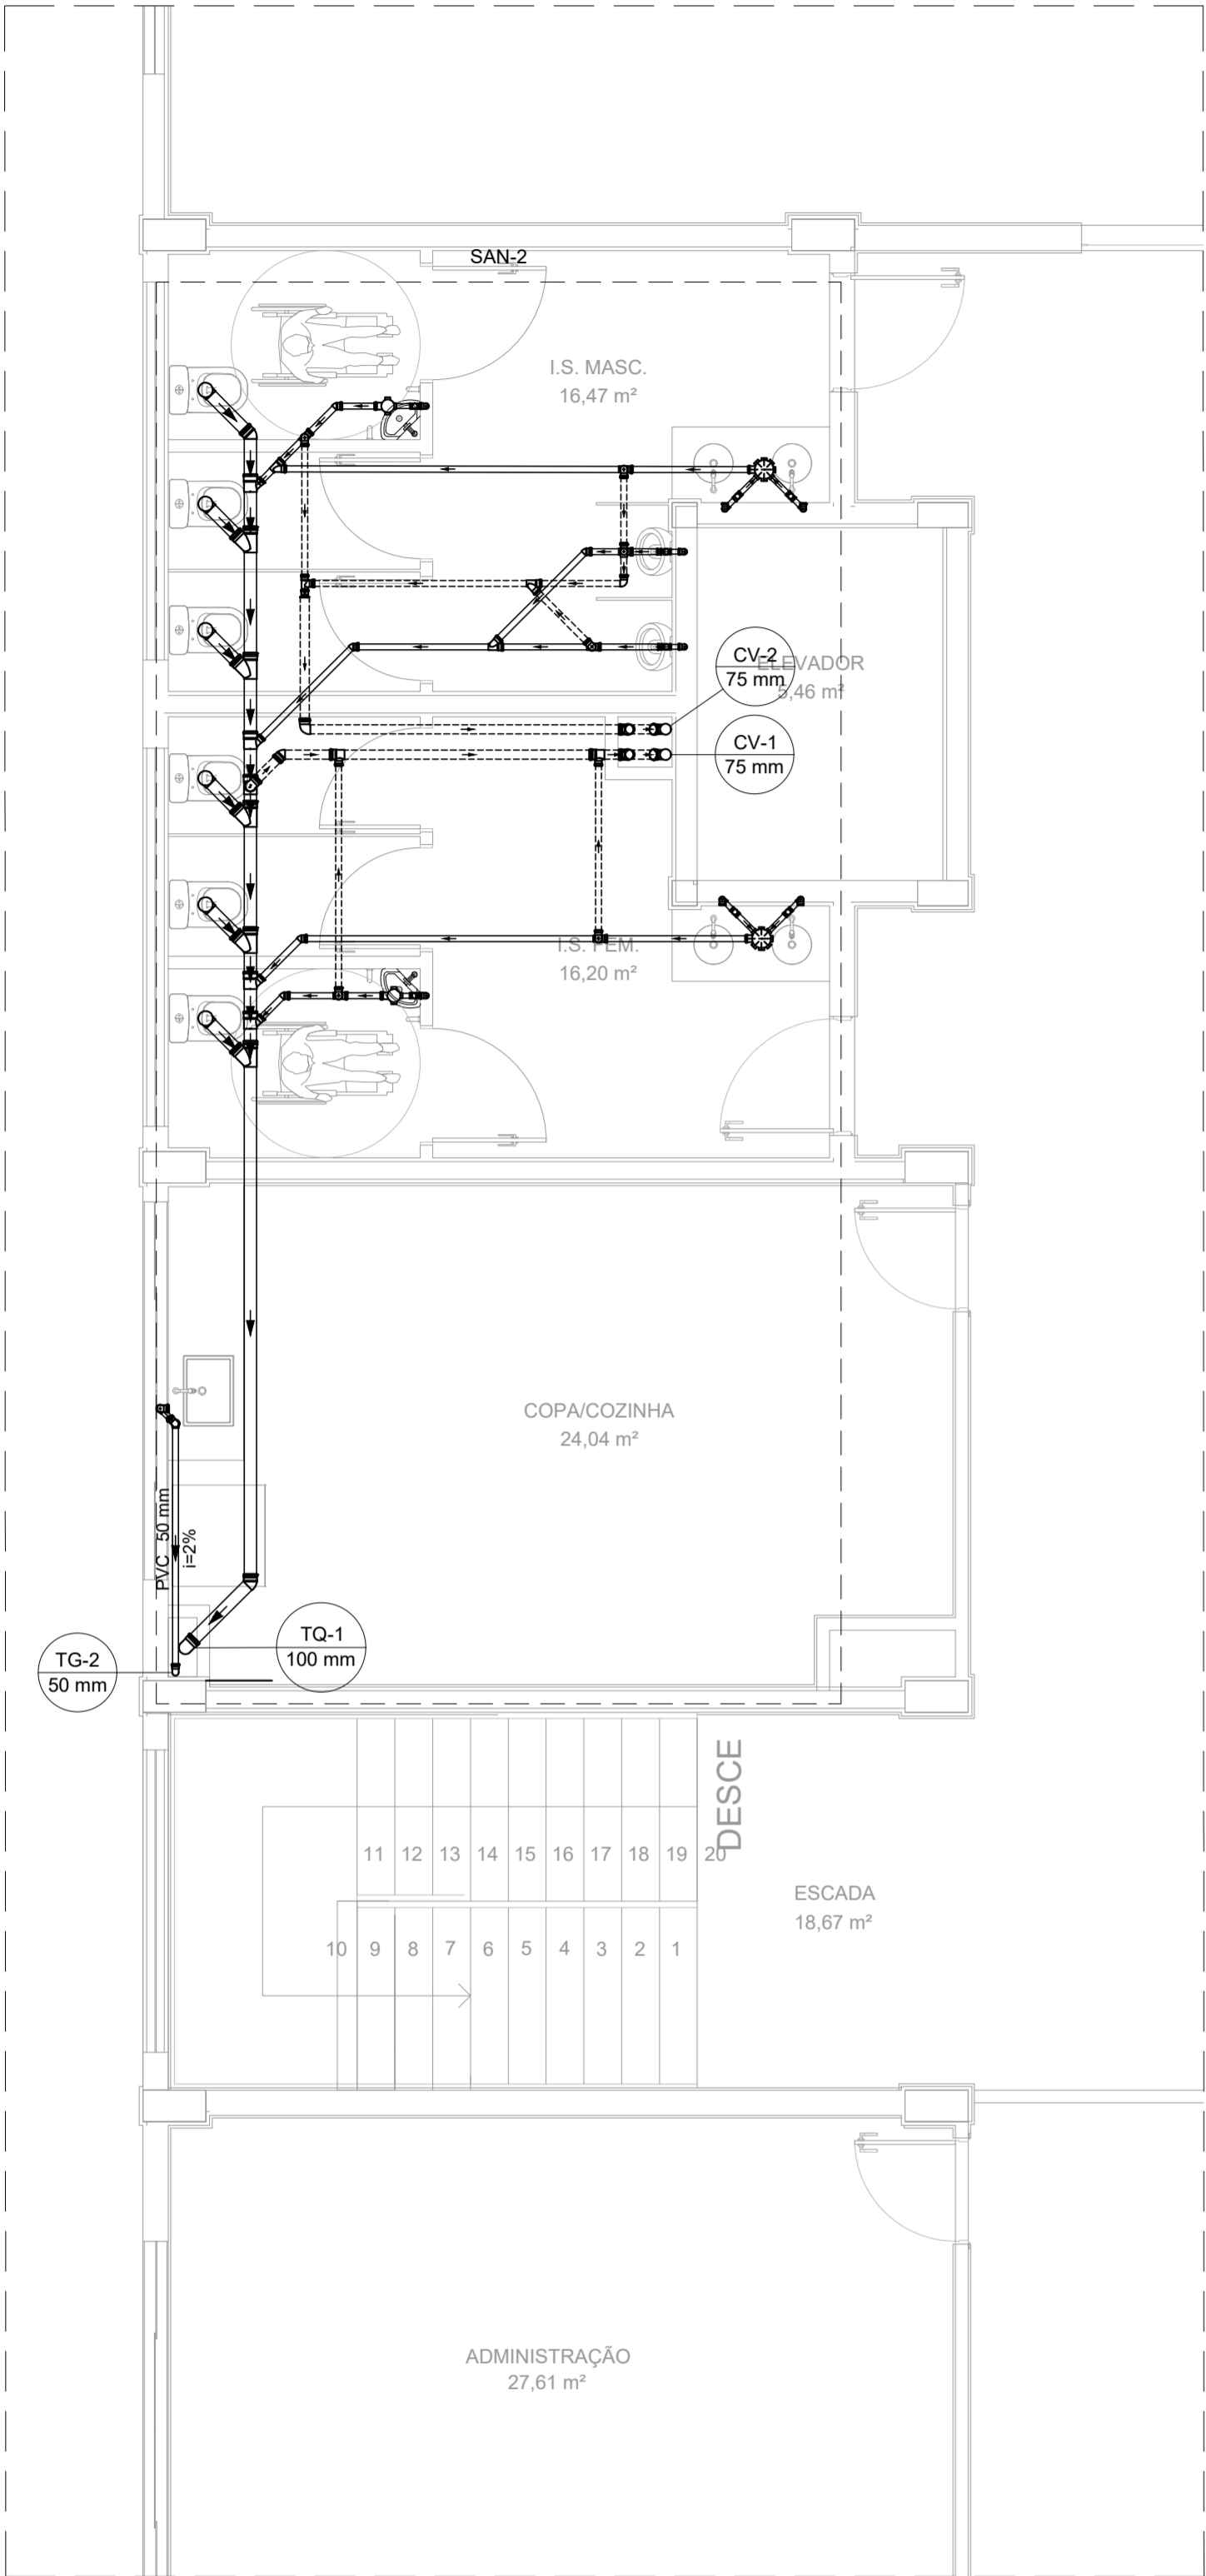 SAN-2
I.S. MASC.
16,47 m²
CV-2
75 mm
ELEVADOR
5,46 m²
CV-1
75 mm
I.S. FEM.
16,20 m²
COPA/COZINHA
24,04 m²
PVC 50 mm
i=2%
TQ-1
100 mm
TG-2
50 mm
DESCE
11 12 13 14 15 16 17 18 19 20
ESCADA
18,67 m²
10 9 8 7 6 5 4 3 2 1
ADMINISTRAÇÃO
27,61 m²